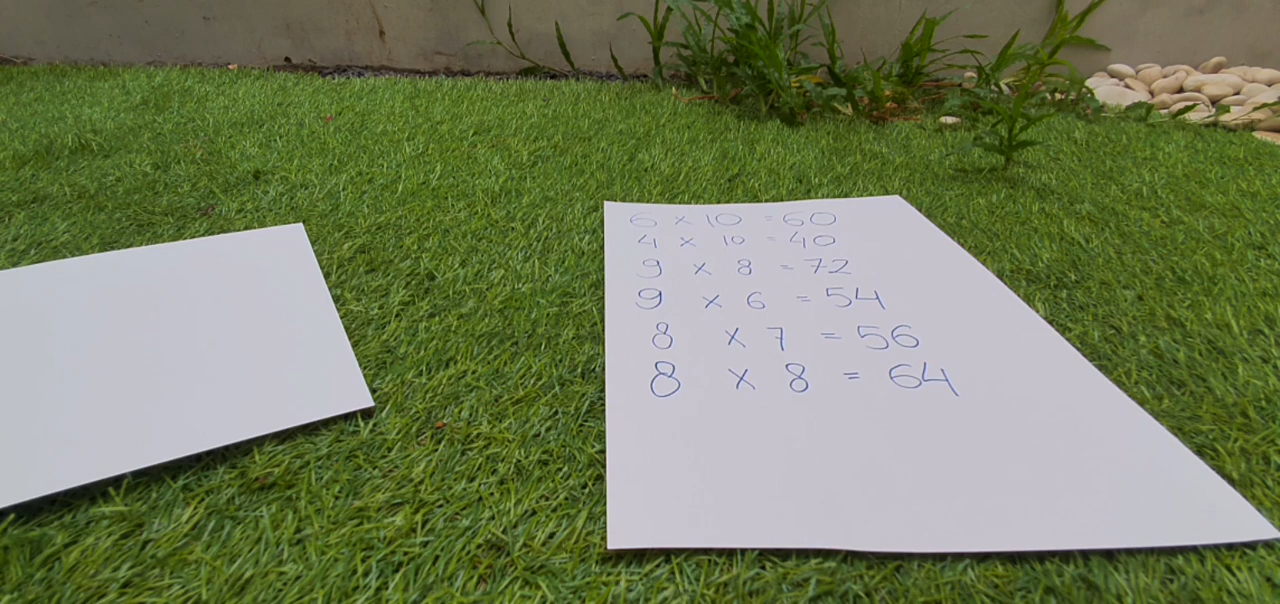 6 × 10 = 60
4 × 10 = 40
9 × 8 = 72
9 × 6 = 54
8 × 7 = 56
8 × 8 = 64